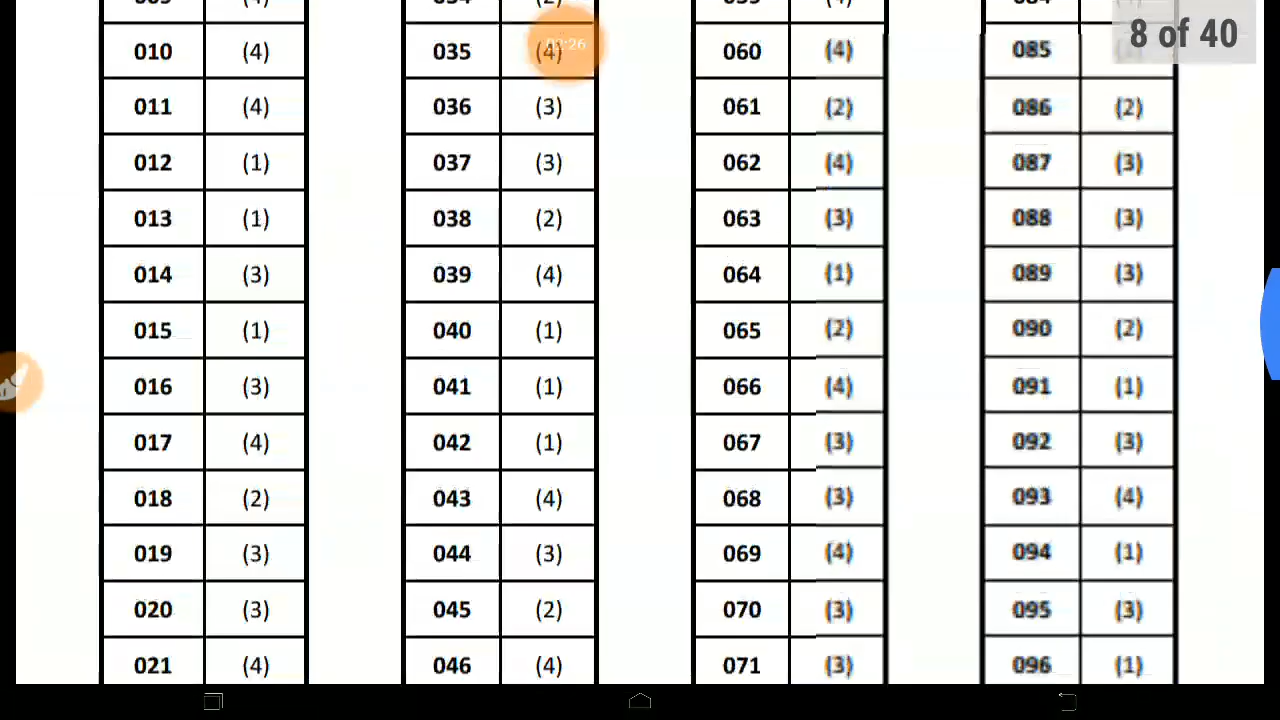 8 of 40
010 (4) 035 (4) 060 (4) 085
011 (4) 036 (3) 061 (2) 086 (2)
012 (1) 037 (3) 062 (4) 087 (3)
013 (1) 038 (2) 063 (3) 088 (3)
014 (3) 039 (4) 064 (1) 089 (3)
015 (1) 040 (1) 065 (2) 090 (2)
016 (3) 041 (1) 066 (4) 091 (1)
017 (4) 042 (1) 067 (3) 092 (3)
018 (2) 043 (4) 068 (3) 093 (4)
019 (3) 044 (3) 069 (4) 094 (1)
020 (3) 045 (2) 070 (3) 095 (3)
021 (4) 046 (4) 071 (3) 096 (1)